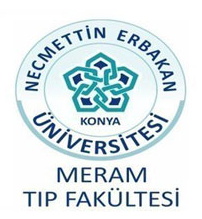 NECMETTİN ERBAKAN
KONYA
ÜNİVERSİTESİ
MERAM
TIP FAKÜLTESİ